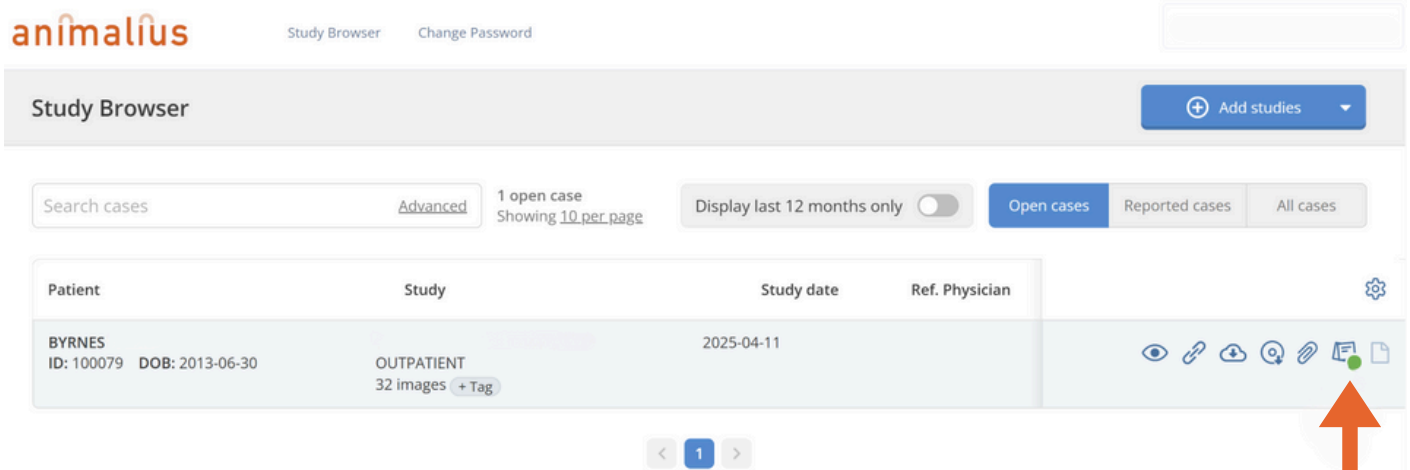 animalius
Study Browser
Change Password
Study Browser
Add studies
Search cases
Advanced
1 open case
Showing 10 per page
Display last 12 months only
Open cases
Reported cases
All cases
Patient
Study
Study date
Ref. Physician
BYRNES
ID: 100079 DOB: 2013-06-30
OUTPATIENT
32 images + Tag
2025-04-11
< 1 >